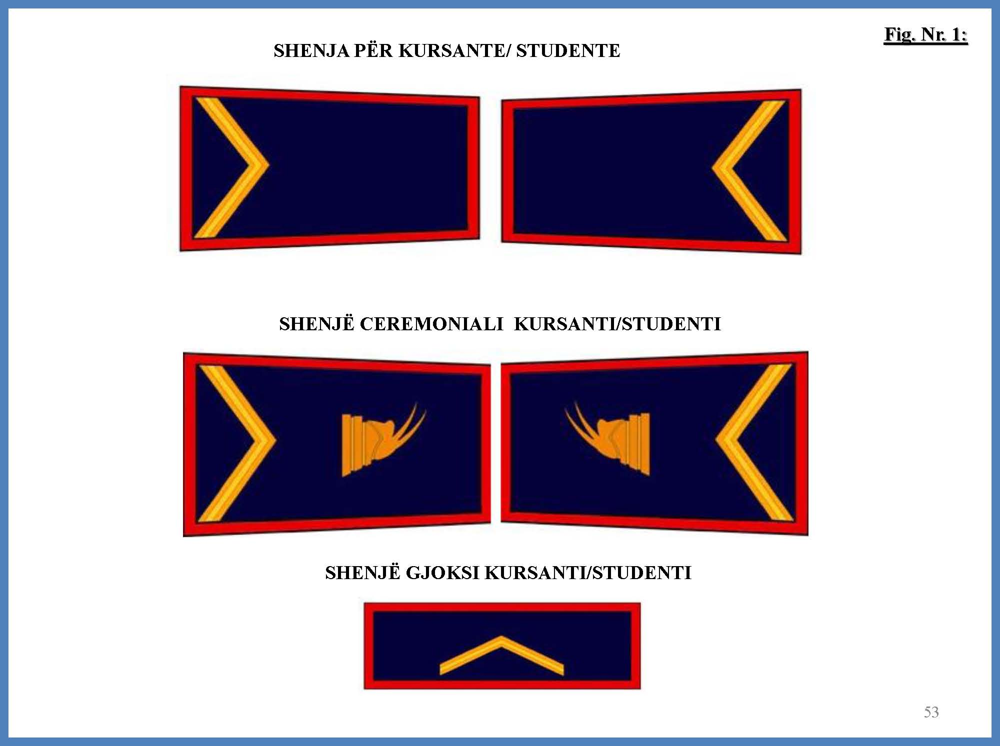 Fig. Nr. 1:
SHENJA PËR KURSANTE/ STUDENTE
SHENJË CEREMONIALI KURSANTI/STUDENTI
SHENJË GJOKSI KURSANTI/STUDENTI
53